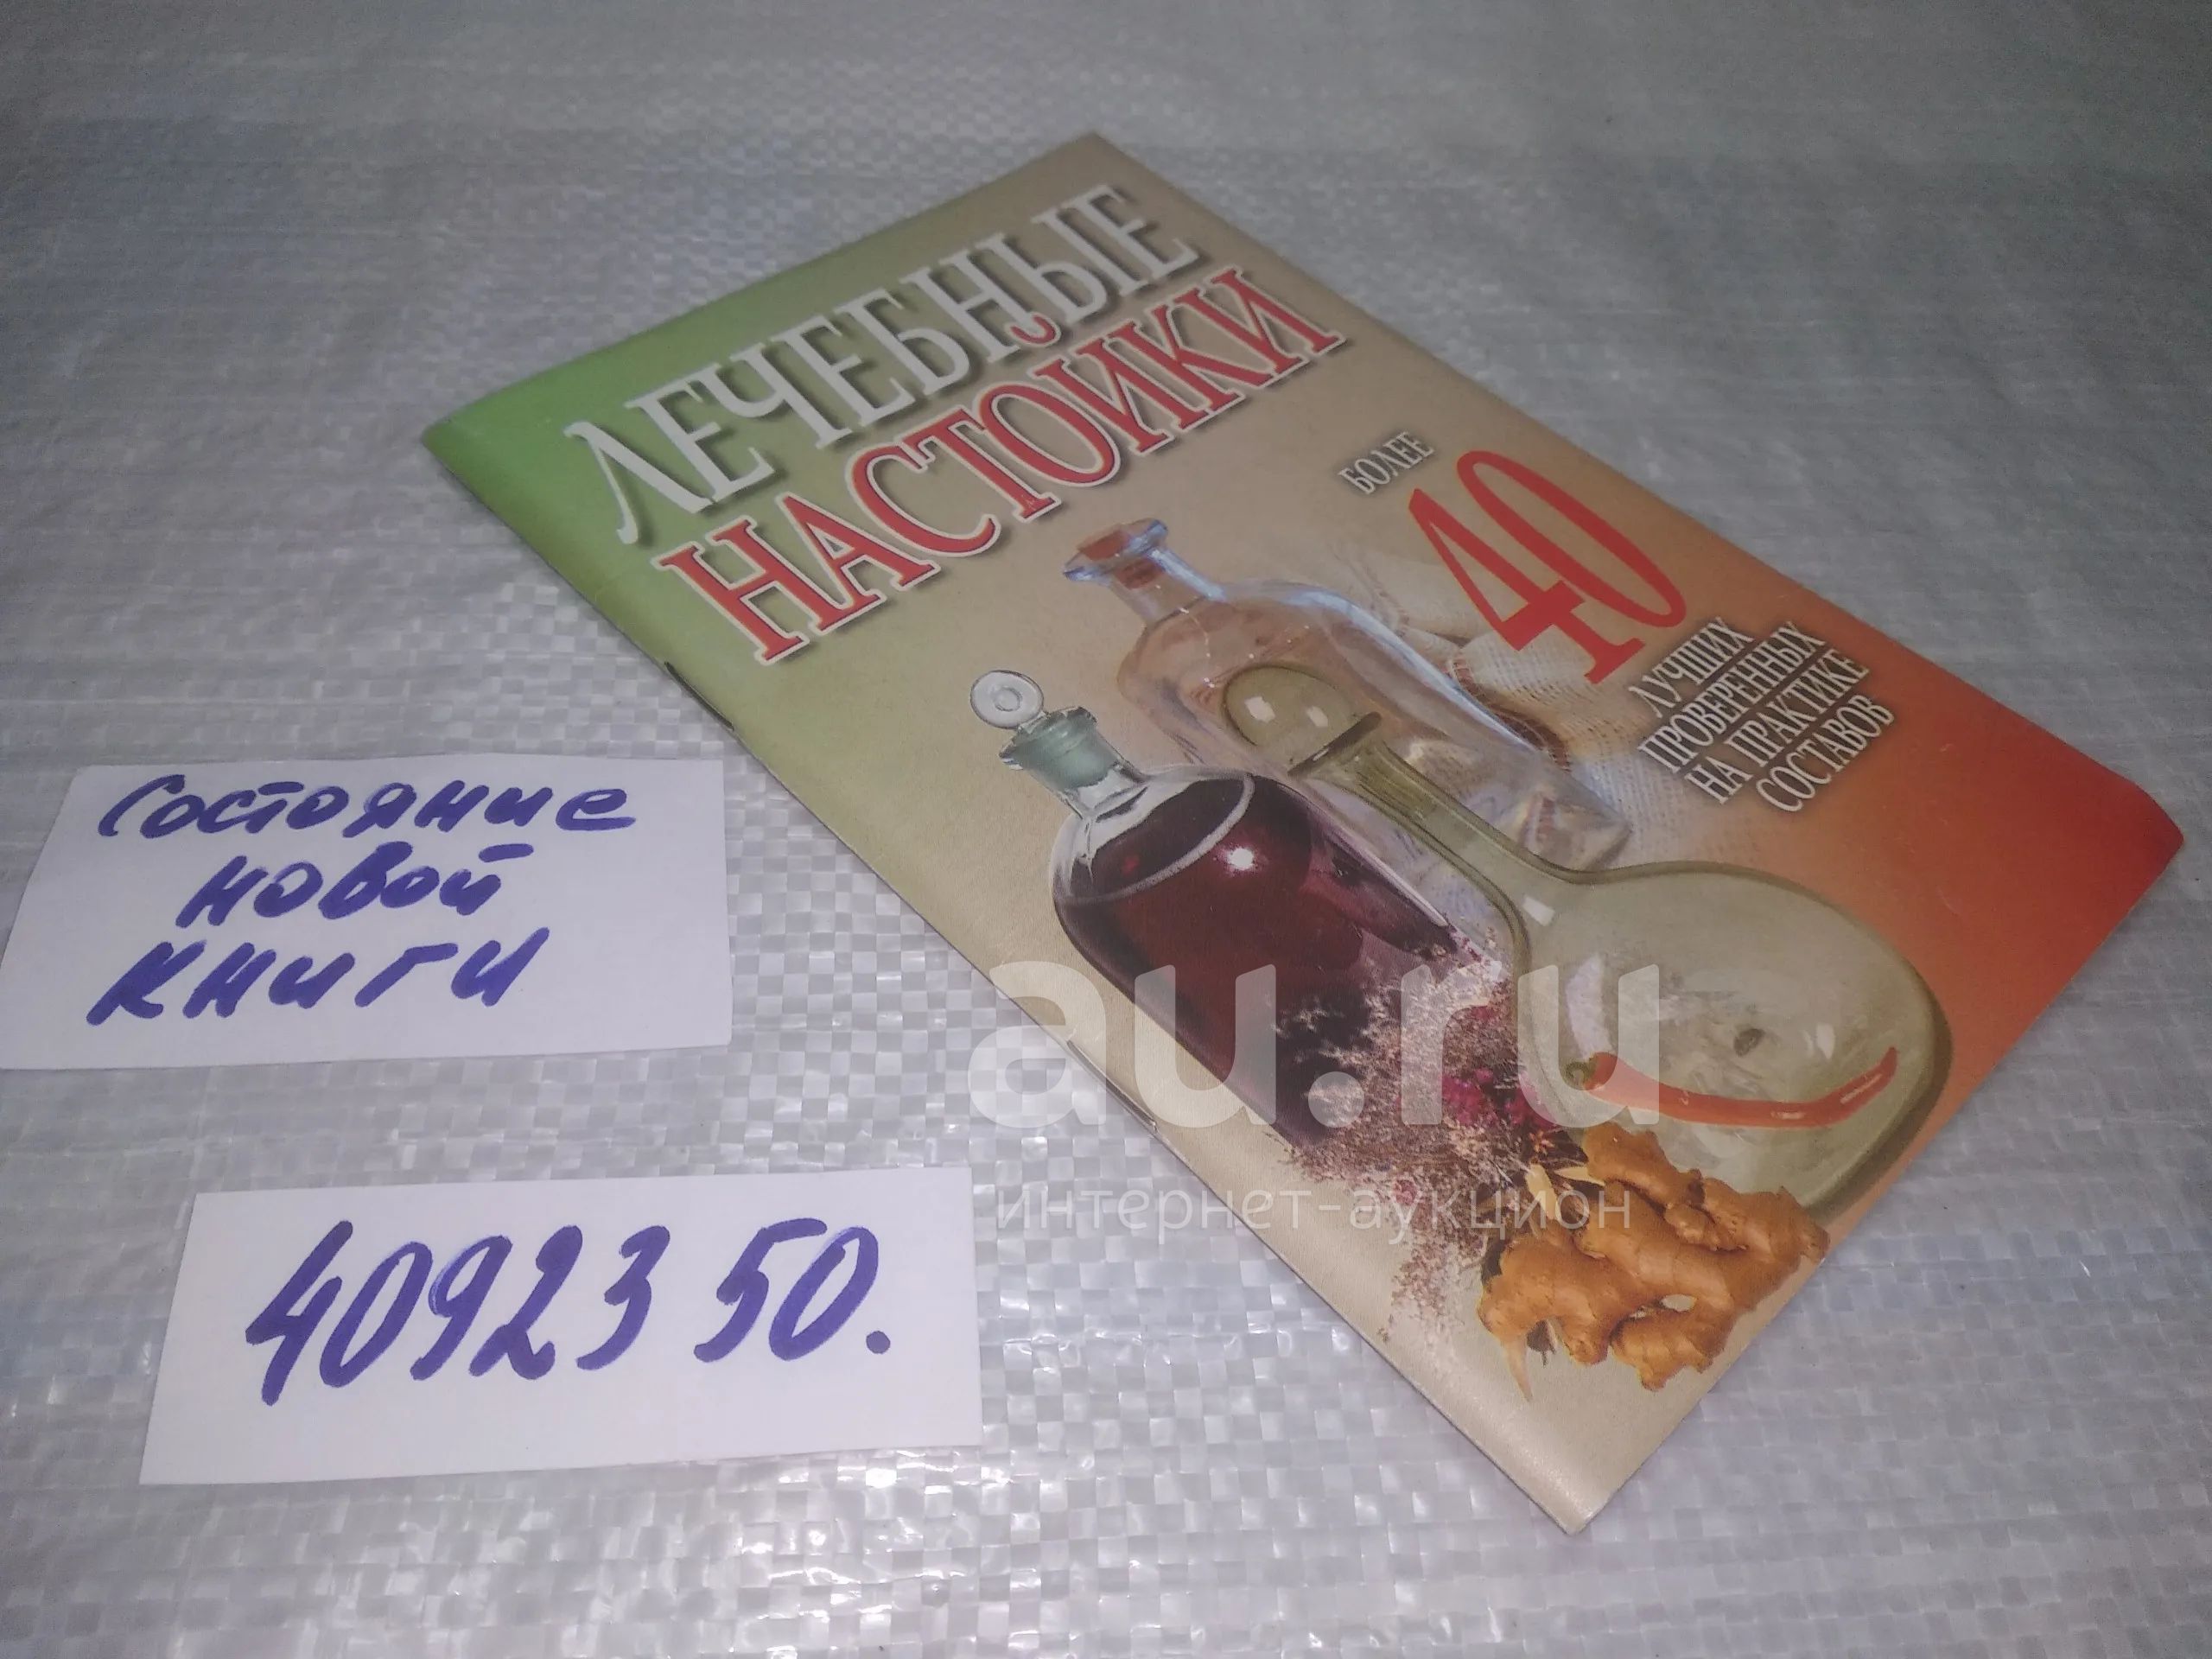 ЛЕЧЕБНЫЕ
НАСТОЙКИ
БОЛЕЕ
40
ЛУЧШИХ
ПРОВЕРЕННЫХ
НА ПРАКТИКЕ
СОСТАВОВ
Состояние
новой
книги
40923 50.
au.ru
интернет-аукцион